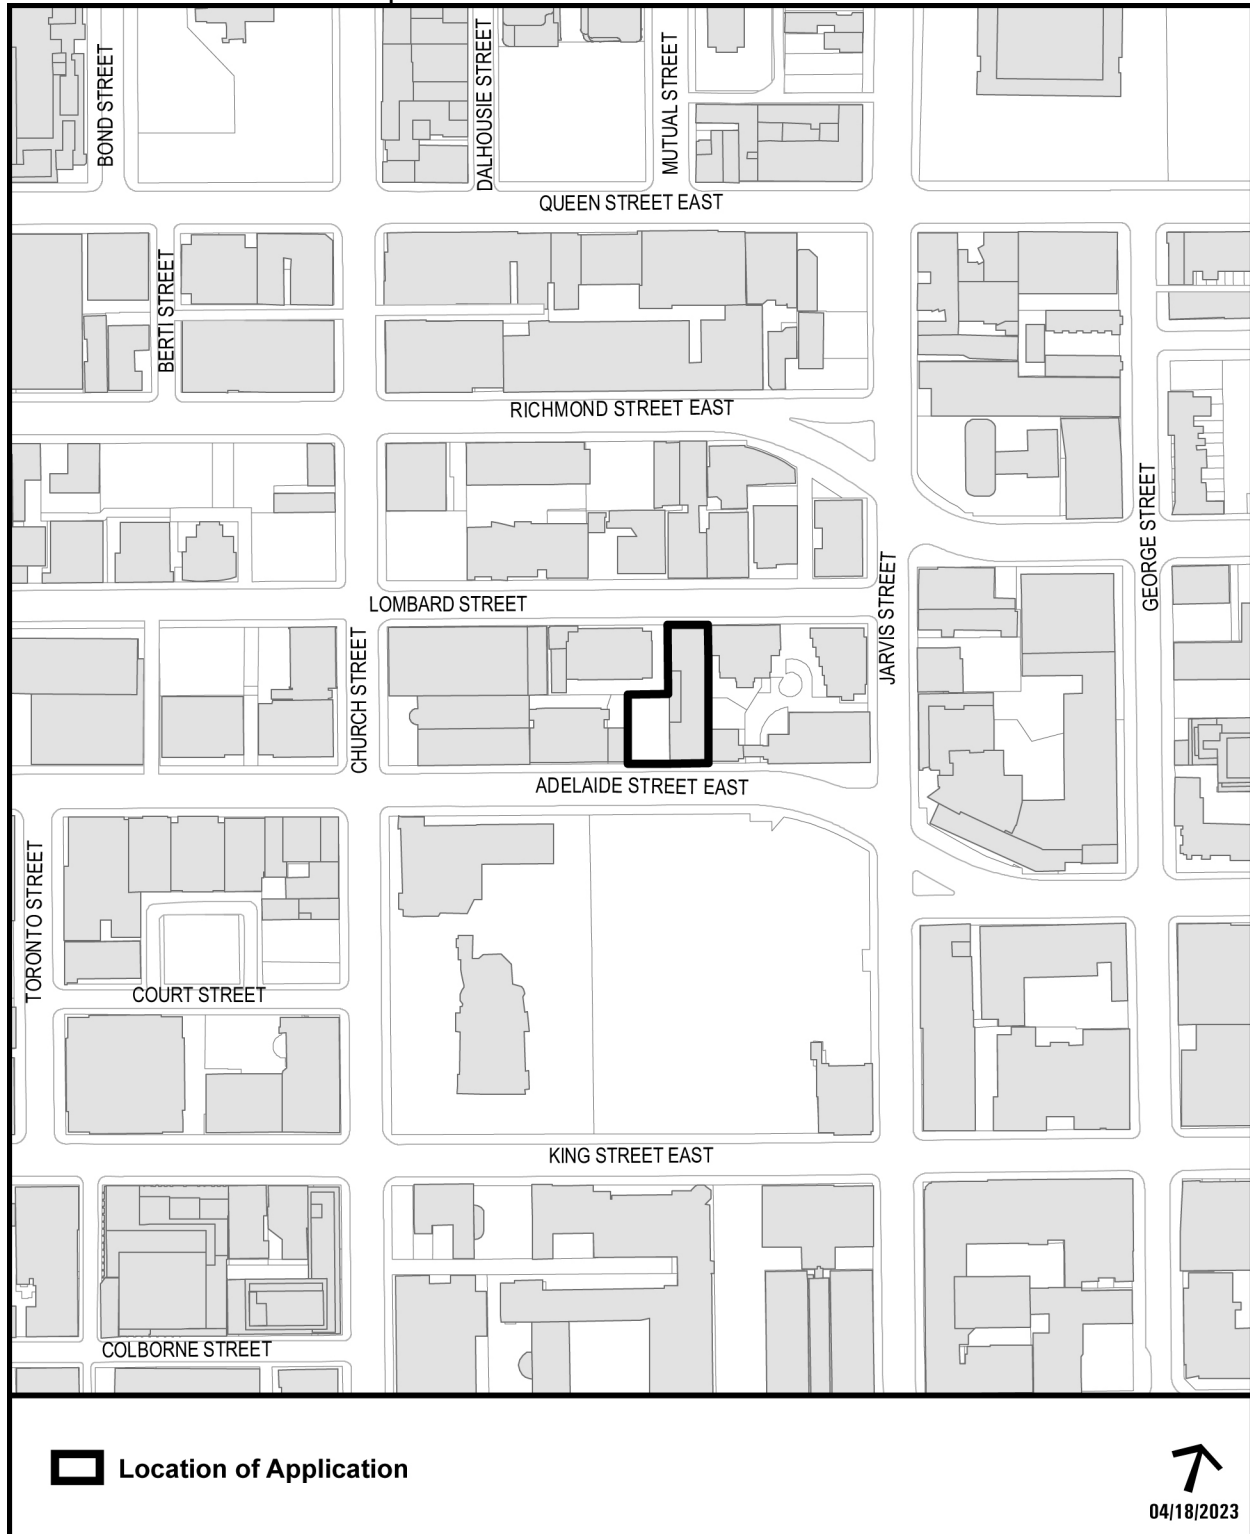 BOND STREET
DALHOUSIE STREET
MUTUAL STREET
QUEEN STREET EAST
BERTI STREET
RICHMOND STREET EAST
GEORGE STREET
JARVIS STREET
LOMBARD STREET
CHURCH STREET
ADELAIDE STREET EAST
TORONTO STREET
COURT STREET
KING STREET EAST
COLBORNE STREET
Location of Application
04/18/2023